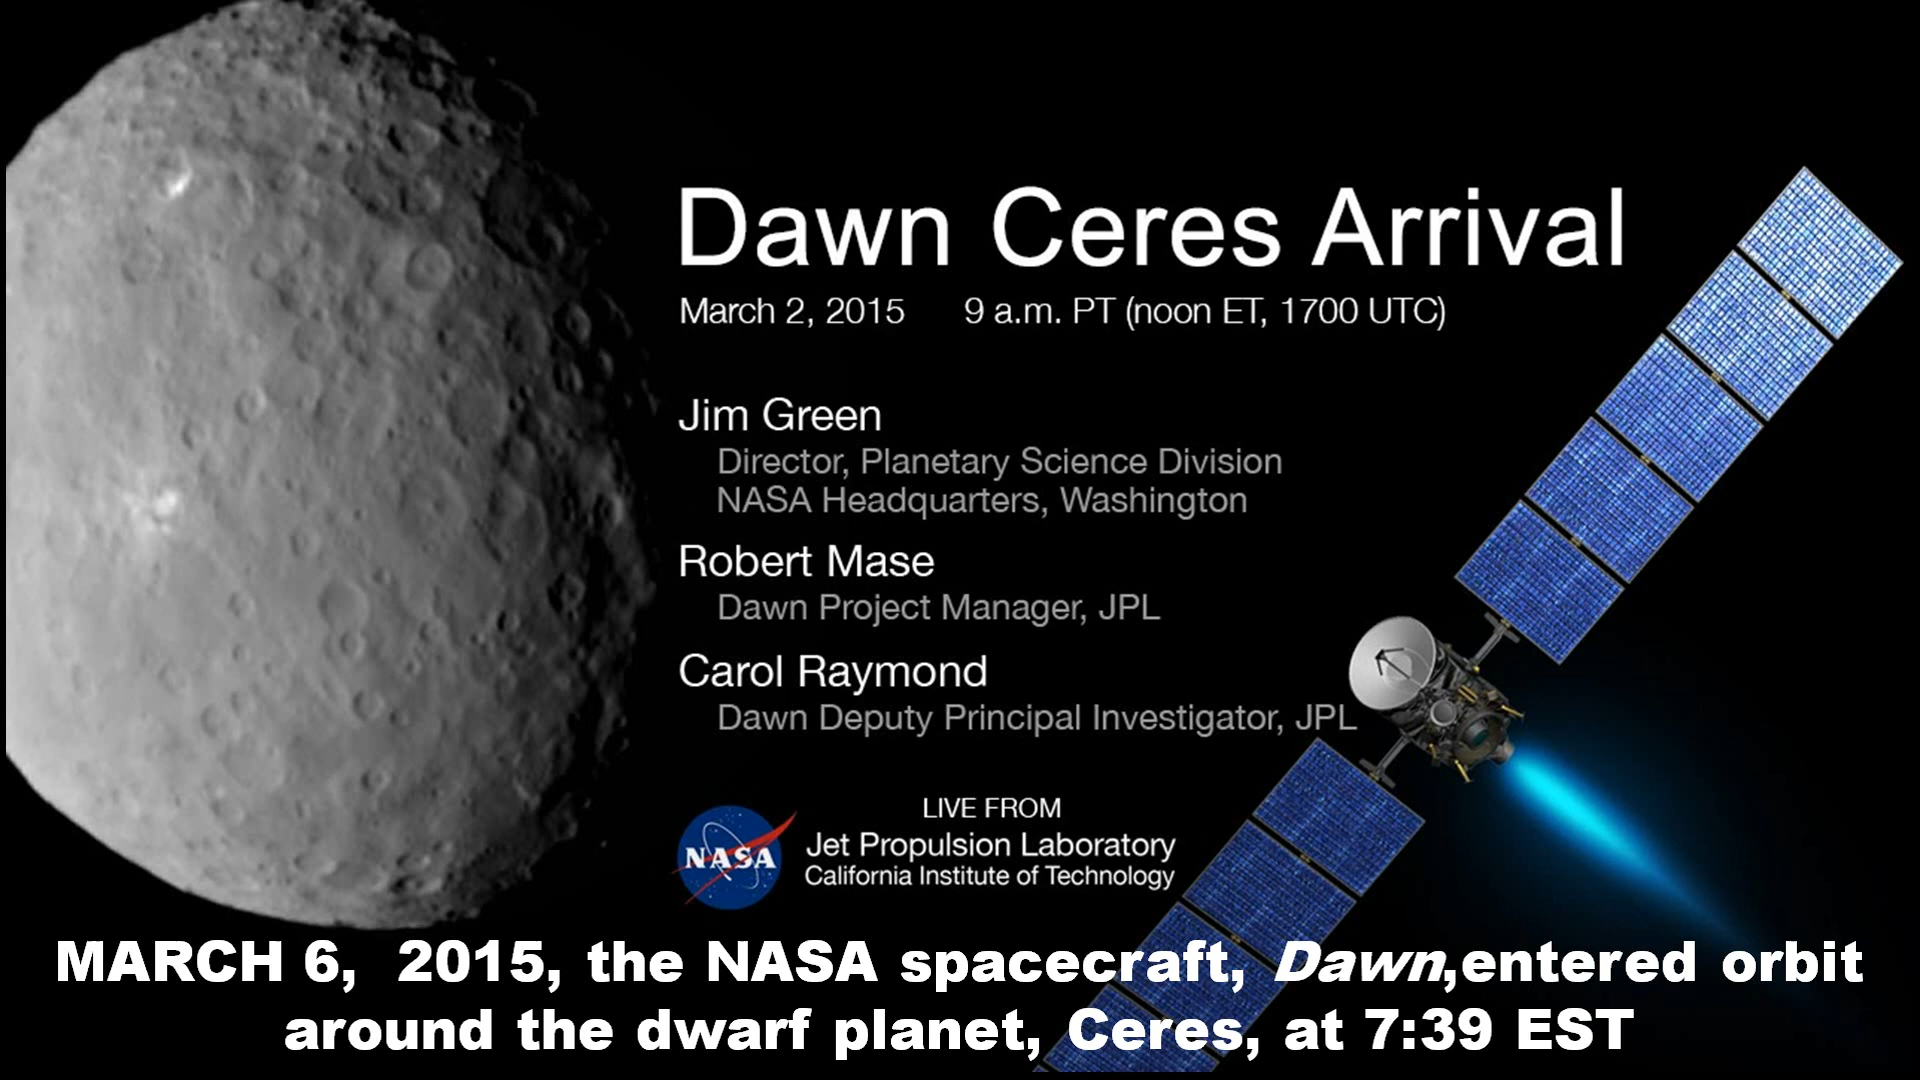 Dawn Ceres Arrival
March 2, 2015 9 a.m. PT (noon ET, 1700 UTC)
Jim Green
Director, Planetary Science Division
NASA Headquarters, Washington
Robert Mase
Dawn Project Manager, JPL
Carol Raymond
Dawn Deputy Principal Investigator, JPL
LIVE FROM
NASA
Jet Propulsion Laboratory
California Institute of Technology
MARCH 6, 2015, the NASA spacecraft, Dawn,entered orbit
around the dwarf planet, Ceres, at 7:39 EST